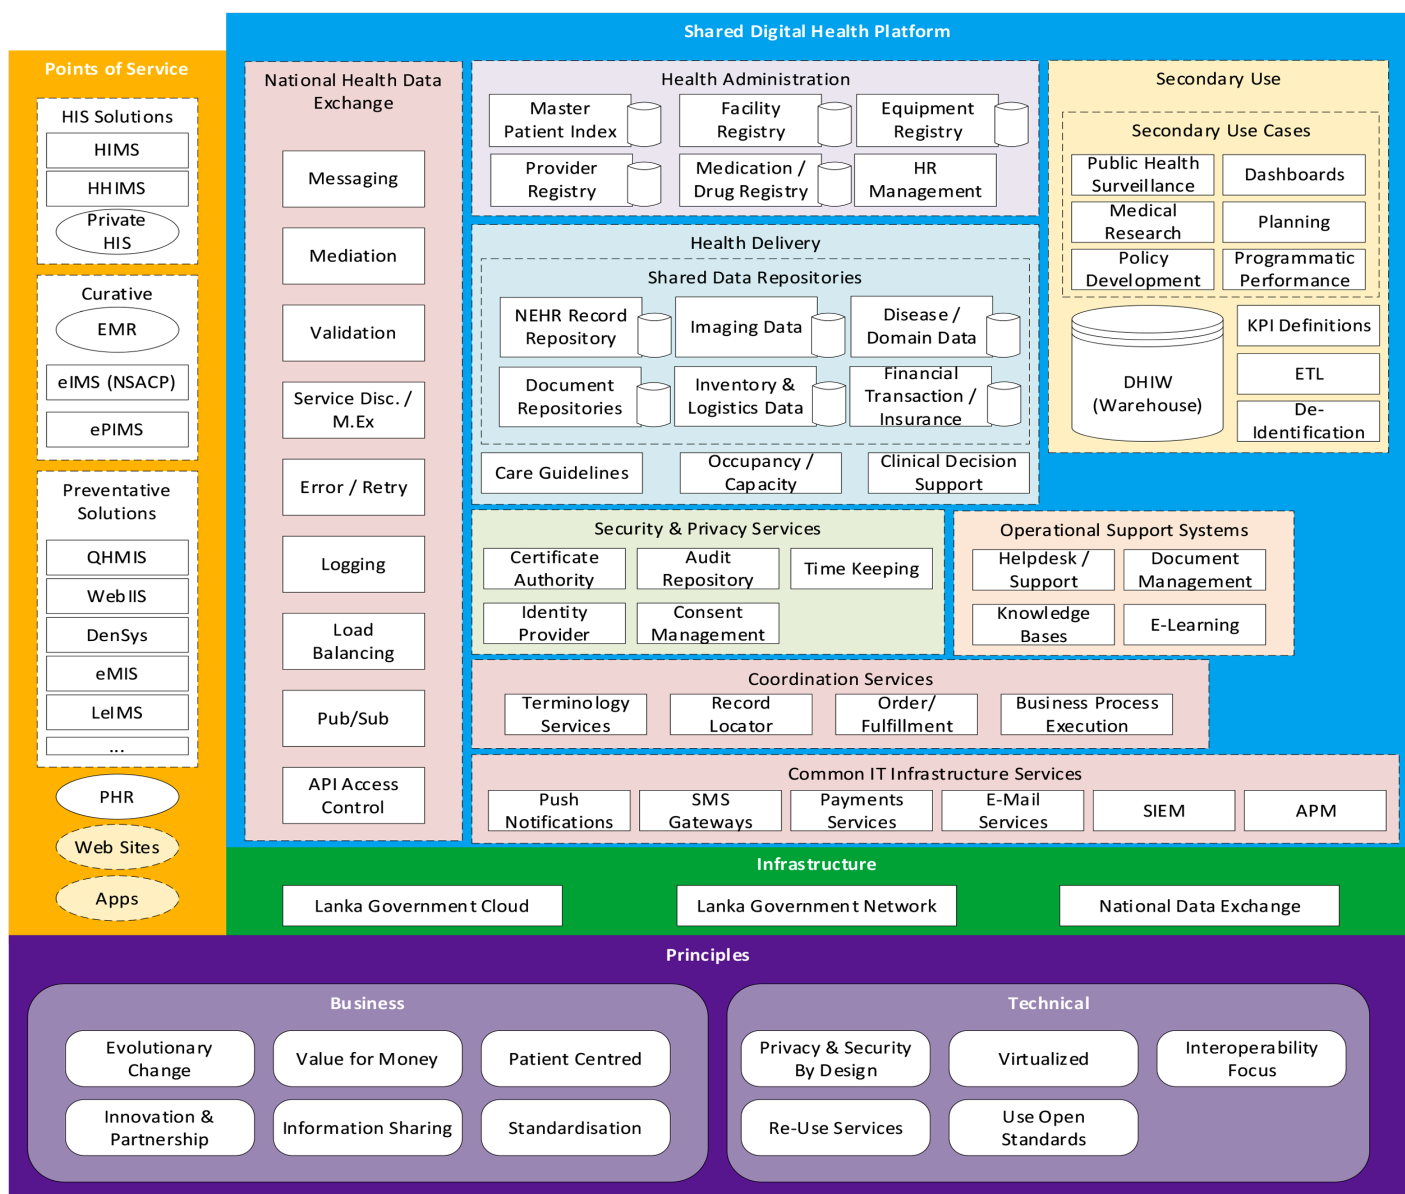 Shared Digital Health Platform
Points of Service
HIS Solutions
HIMS
HHIMS
Private
HIS
Curative
EMR
eIMS (NSACP)
ePIMS
Preventative
Solutions
QHMIS
WebIIS
DenSys
eMIS
LeIMS
...
PHR
Web Sites
Apps
National Health Data
Exchange
Messaging
Mediation
Validation
Service Disc. /
M.Ex
Error / Retry
Logging
Load
Balancing
Pub/Sub
API Access
Control
Health Administration
Master
Patient Index
Facility
Registry
Equipment
Registry
Provider
Registry
Medication /
Drug Registry
HR
Management
Health Delivery
Shared Data Repositories
NEHR Record
Repository
Imaging Data
Disease /
Domain Data
Document
Repositories
Inventory &
Logistics Data
Financial
Transaction /
Insurance
Care Guidelines
Occupancy /
Capacity
Clinical Decision
Support
Secondary Use
Secondary Use Cases
Public Health
Surveillance
Dashboards
Medical
Research
Planning
Policy
Development
Programmatic
Performance
DHIW
(Warehouse)
KPI Definitions
ETL
De-
Identification
Security & Privacy Services
Certificate
Authority
Audit
Repository
Time Keeping
Identity
Provider
Consent
Management
Operational Support Systems
Helpdesk /
Support
Document
Management
Knowledge
Bases
E-Learning
Coordination Services
Terminology
Services
Record
Locator
Order/
Fulfillment
Business Process
Execution
Common IT Infrastructure Services
Push
Notifications
SMS
Gateways
Payments
Services
E-Mail
Services
SIEM
APM
Infrastructure
Lanka Government Cloud
Lanka Government Network
National Data Exchange
Principles
Business
Evolutionary
Change
Value for Money
Patient Centred
Innovation &
Partnership
Information Sharing
Standardisation
Technical
Privacy & Security
By Design
Virtualized
Interoperability
Focus
Re-Use Services
Use Open
Standards